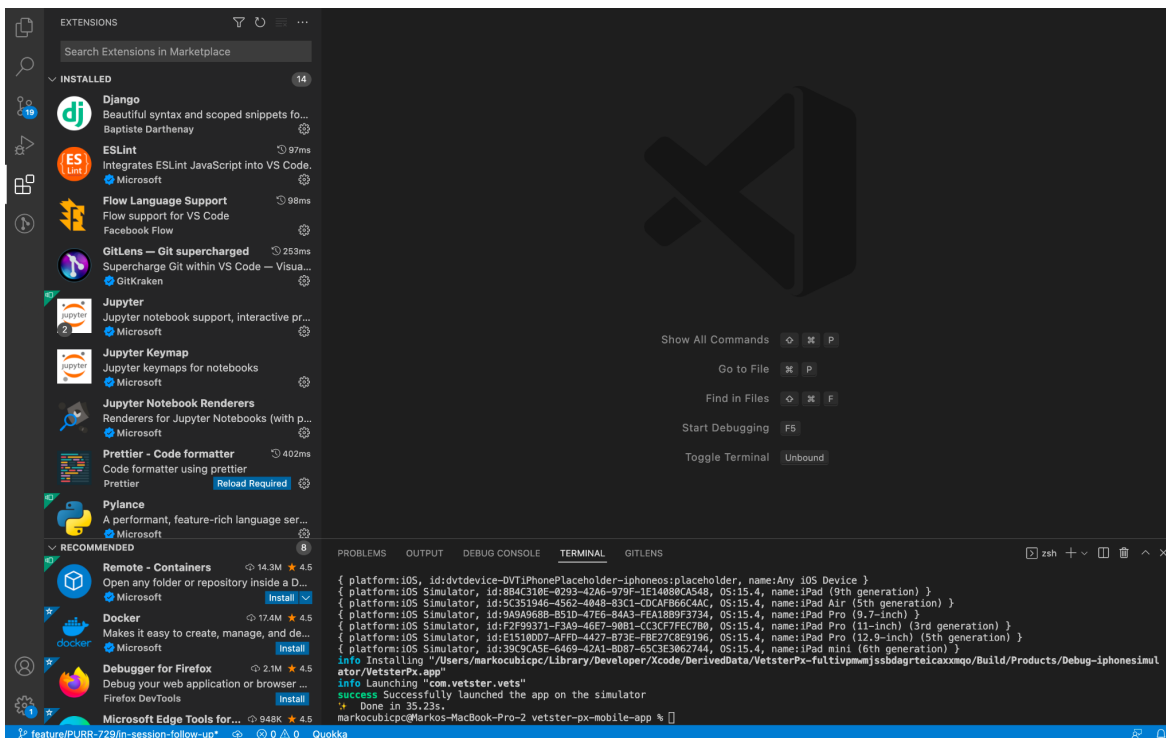 EXTENSIONS
Search Extensions in Marketplace
INSTALLED 14
19
dj
Django
Beautiful syntax and scoped snippets fo...
Baptiste Darthenay
ES
Lint
ESLint 97ms
Integrates ESLint JavaScript into VS Code.
Microsoft
Flow Language Support 98ms
Flow support for VS Code
Facebook Flow
GitLens — Git supercharged 253ms
Supercharge Git within VS Code — Visua...
GitKraken
jupyter
2
Jupyter
Jupyter notebook support, interactive pr...
Microsoft
jupyter
Jupyter Keymap
Jupyter keymaps for notebooks
Microsoft
Jupyter Notebook Renderers
Renderers for Jupyter Notebooks (with p...
Microsoft
Prettier - Code formatter 402ms
Code formatter using prettier
Prettier Reload Required
Pylance
A performant, feature-rich language ser...
Microsoft
RECOMMENDED 8
Remote - Containers 14.3M ★ 4.5
Open any folder or repository inside a D...
Microsoft Install
docker
Docker 17.4M ★ 4.5
Makes it easy to create, manage, and de...
Microsoft Install
Debugger for Firefox 2.1M ★ 4.5
Debug your web application or browser ...
Firefox DevTools Install
1
Microsoft Edge Tools for... 948K ★ 4.5
Show All Commands ⇧ ⌘ P
Go to File ⌘ P
Find in Files ⇧ ⌘ F
Start Debugging F5
Toggle Terminal Unbound
PROBLEMS OUTPUT DEBUG CONSOLE TERMINAL GITLENS zsh
{ platform:iOS, id:dvtdevice-DVTiPhonePlaceholder-iphoneos:placeholder, name:Any iOS Device }
{ platform:iOS Simulator, id:8B4C310E-0293-42A6-979F-1E14080CA548, OS:15.4, name:iPad (9th generation) }
{ platform:iOS Simulator, id:5C351946-4562-4048-83C1-CDCAFB66C4AC, OS:15.4, name:iPad Air (5th generation) }
{ platform:iOS Simulator, id:9A9A968B-B51D-47E6-84A3-FEA18B9F3734, OS:15.4, name:iPad Pro (9.7-inch) }
{ platform:iOS Simulator, id:F2F99371-F3A9-46E7-90B1-CC3CF7FEC7B0, OS:15.4, name:iPad Pro (11-inch) (3rd generation) }
{ platform:iOS Simulator, id:E1510DD7-AFFD-4427-B73E-FBE27C8E9196, OS:15.4, name:iPad Pro (12.9-inch) (5th generation) }
{ platform:iOS Simulator, id:39C9CA5E-6469-42A1-BD87-65C3E3062744, OS:15.4, name:iPad mini (6th generation) }
info Installing "/Users/markocubicpc/Library/Developer/Xcode/DerivedData/VetsterPx-fultivpmwmjssbdagrteicaxxmqo/Build/Products/Debug-iphonesimul
ator/VetsterPx.app"
info Launching "com.vetster.vets"
success Successfully launched the app on the simulator
✨ Done in 35.23s.
markocubicpc@Markos-MacBook-Pro-2 vetster-px-mobile-app %
feature/PURR-729/in-session-follow-up* 0 0 Quokka